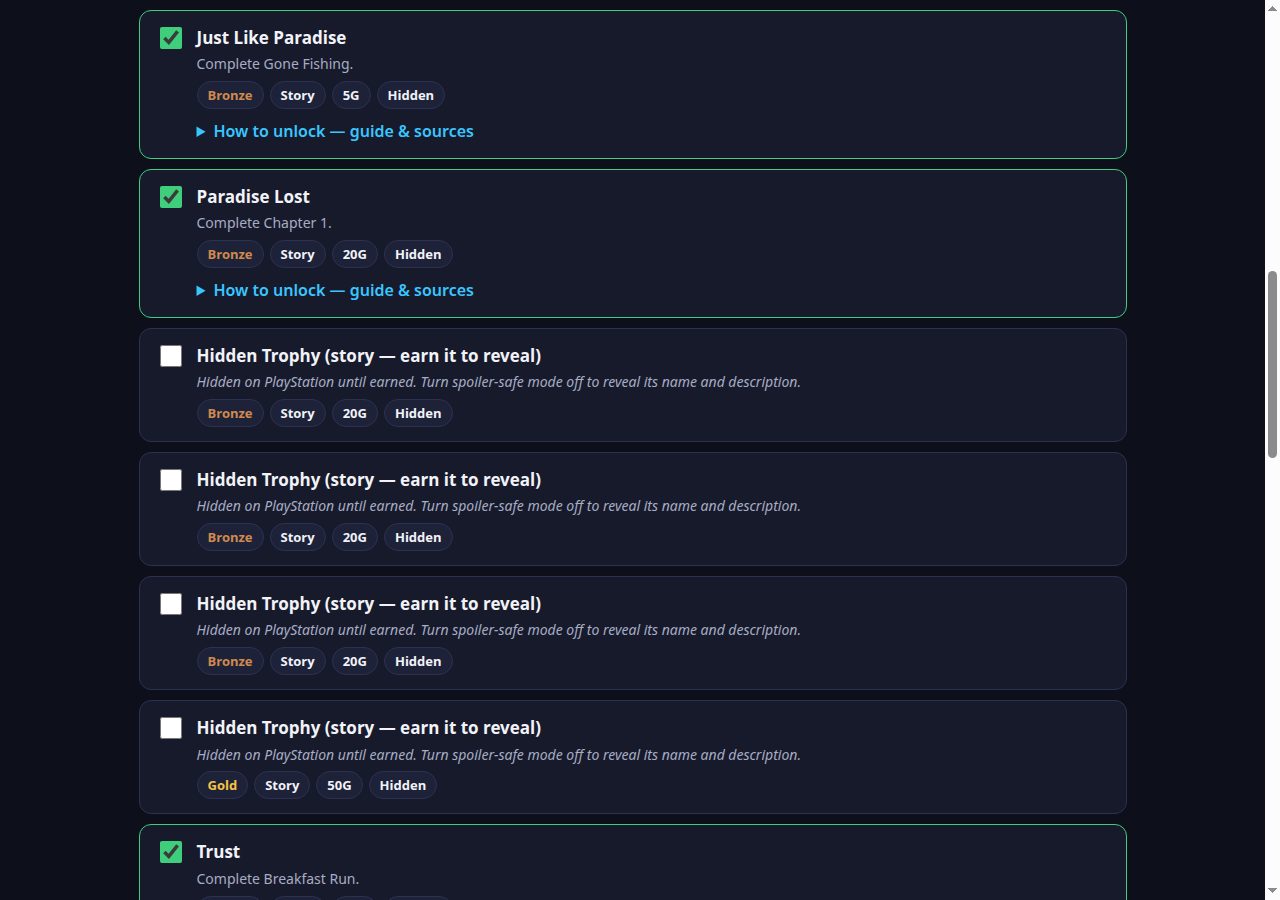 Just Like Paradise
Complete Gone Fishing.
Bronze Story 5G Hidden
▶ How to unlock — guide & sources
Paradise Lost
Complete Chapter 1.
Bronze Story 20G Hidden
▶ How to unlock — guide & sources
Hidden Trophy (story — earn it to reveal)
Hidden on PlayStation until earned. Turn spoiler-safe mode off to reveal its name and description.
Bronze Story 20G Hidden
Hidden Trophy (story — earn it to reveal)
Hidden on PlayStation until earned. Turn spoiler-safe mode off to reveal its name and description.
Bronze Story 20G Hidden
Hidden Trophy (story — earn it to reveal)
Hidden on PlayStation until earned. Turn spoiler-safe mode off to reveal its name and description.
Bronze Story 20G Hidden
Hidden Trophy (story — earn it to reveal)
Hidden on PlayStation until earned. Turn spoiler-safe mode off to reveal its name and description.
Gold Story 50G Hidden
Trust
Complete Breakfast Run.